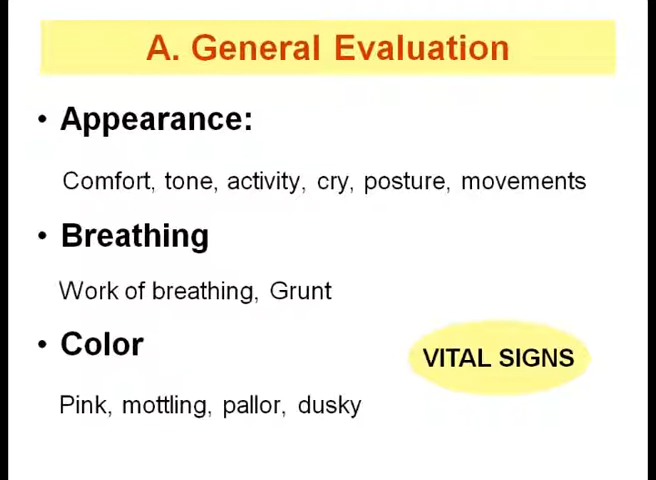 A. General Evaluation
• Appearance:
Comfort, tone, activity, cry, posture, movements
• Breathing
Work of breathing, Grunt
• Color
VITAL SIGNS
Pink, mottling, pallor, dusky